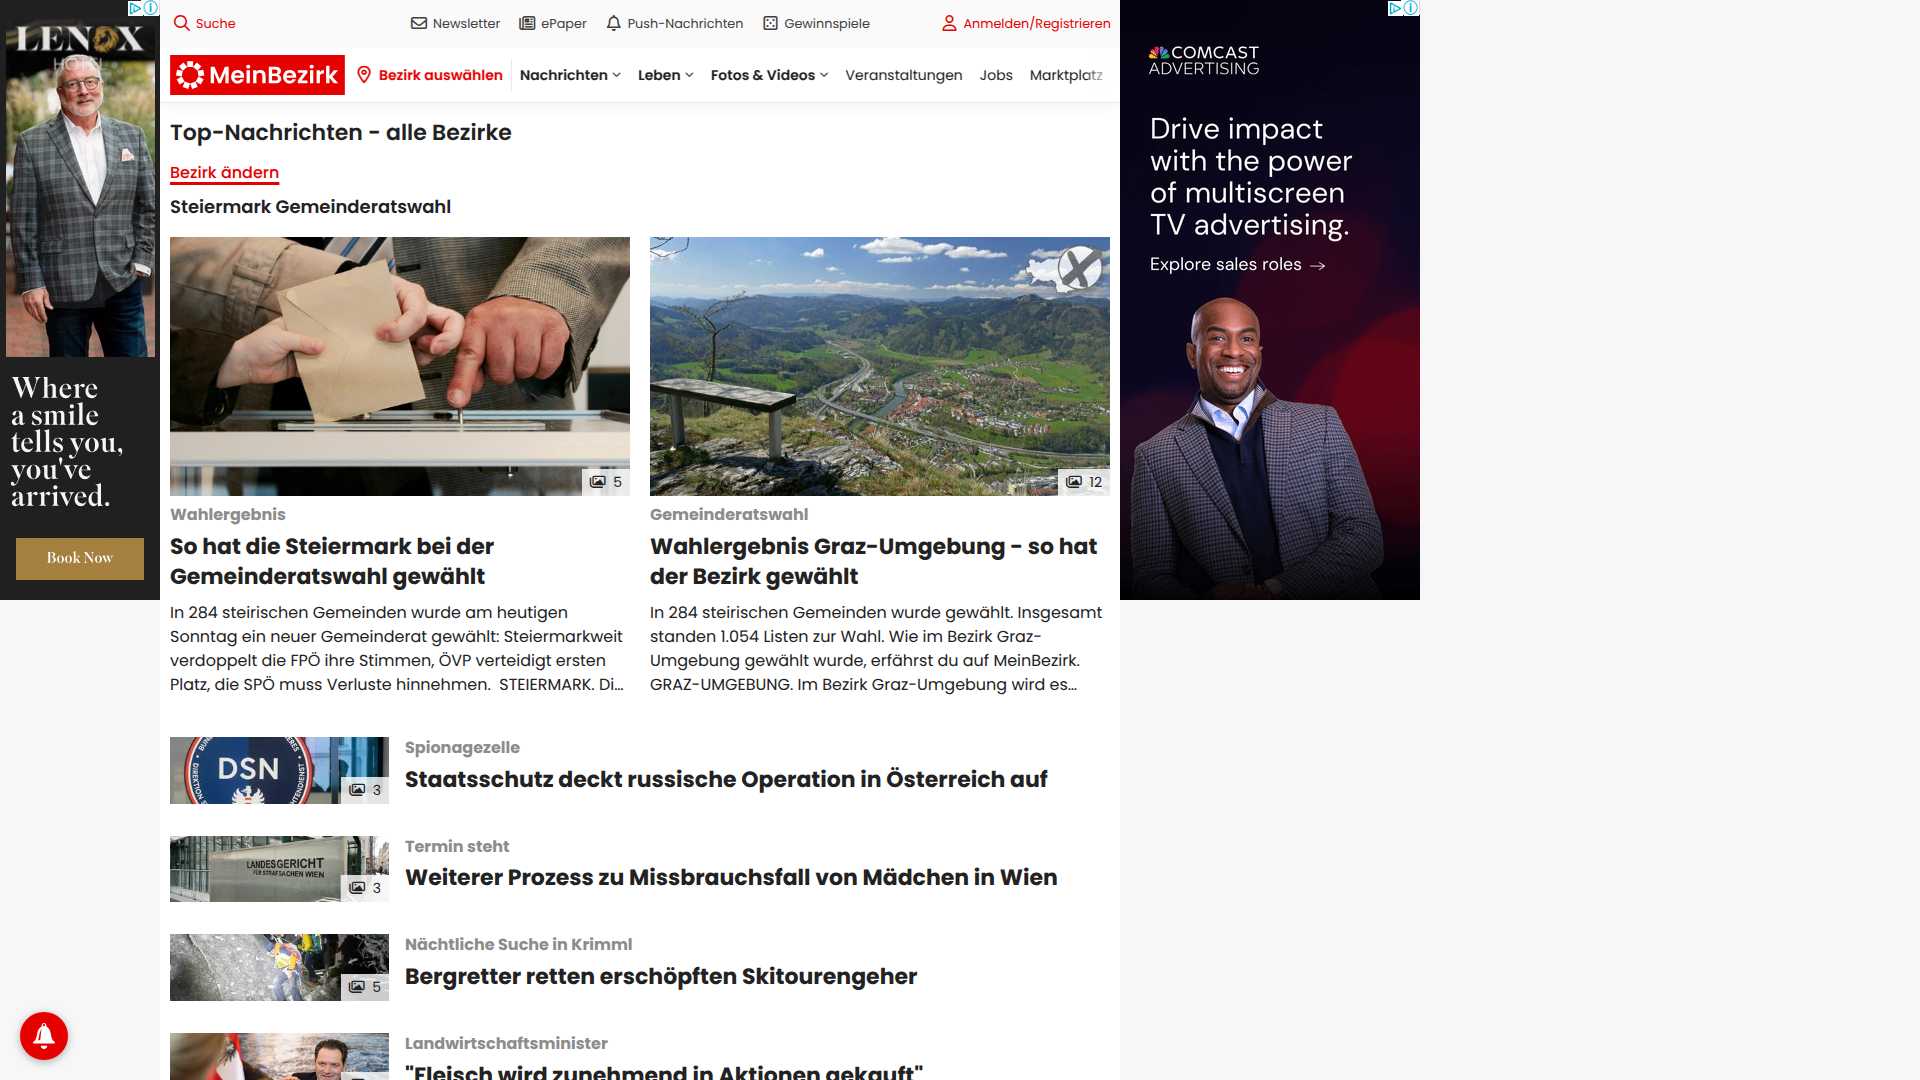 Suche
Newsletter
ePaper
Push-Nachrichten
Gewinnspiele
Anmelden/Registrieren
MeinBezirk
Bezirk auswählen
Nachrichten
Leben
Fotos & Videos
Veranstaltungen
Jobs
Marktplatz
LENOX
HOTEL
Where
a smile
tells you,
you've
arrived.
Book Now
Top-Nachrichten - alle Bezirke
Bezirk ändern
Steiermark Gemeinderatswahl
5
Wahlergebnis
So hat die Steiermark bei der
Gemeinderatswahl gewählt
In 284 steirischen Gemeinden wurde am heutigen
Sonntag ein neuer Gemeinderat gewählt: Steiermarkweit
verdoppelt die FPÖ ihre Stimmen, ÖVP verteidigt ersten
Platz, die SPÖ muss Verluste hinnehmen. STEIERMARK. Di...
12
Gemeinderatswahl
Wahlergebnis Graz-Umgebung - so hat
der Bezirk gewählt
In 284 steirischen Gemeinden wurde gewählt. Insgesamt
standen 1.054 Listen zur Wahl. Wie im Bezirk Graz-
Umgebung gewählt wurde, erfährst du auf MeinBezirk.
GRAZ-UMGEBUNG. Im Bezirk Graz-Umgebung wird es...
DSN
3
Spionagezelle
Staatsschutz deckt russische Operation in Österreich auf
LANDESGERICHT
FÜR STRAFSACHEN WIEN
3
Termin steht
Weiterer Prozess zu Missbrauchsfall von Mädchen in Wien
5
Nächtliche Suche in Krimml
Bergretter retten erschöpften Skitourengeher
Landwirtschaftsminister
"Fleisch wird zunehmend in Aktionen gekauft"
COMCAST
ADVERTISING
Drive impact
with the power
of multiscreen
TV advertising.
Explore sales roles →